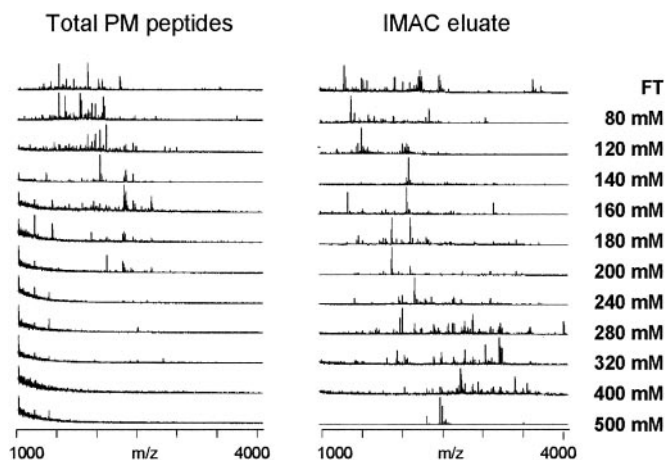 Total PM peptides
IMAC eluate
FT
80 mM
120 mM
140 mM
160 mM
180 mM
200 mM
240 mM
280 mM
320 mM
400 mM
500 mM
1000 m/z 4000
1000 m/z 4000